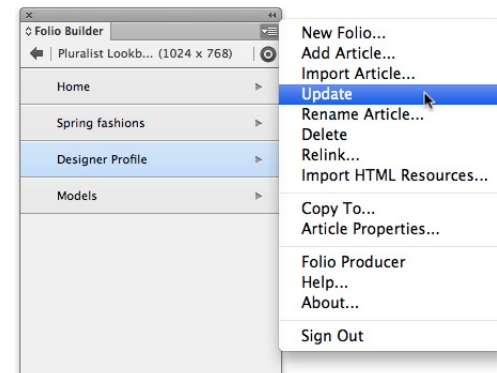 Folio Builder
Pluralist Lookb... (1024 x 768)
Home
Spring fashions
Designer Profile
Models
New Folio...
Add Article...
Import Article...
Update
Rename Article...
Delete
Relink...
Import HTML Resources...
Copy To...
Article Properties...
Folio Producer
Help...
About...
Sign Out